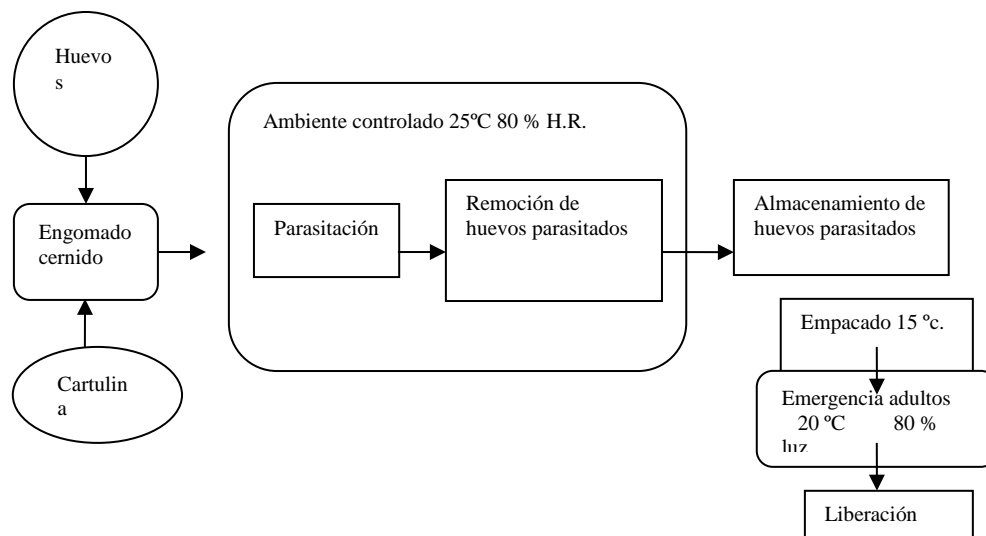 Huevo
s
Ambiente controlado 25ºC 80 % H.R.
Engomado
cernido
Parasitación
Remoción de
huevos parasitados
Almacenamiento de
huevos parasitados
Cartulin
a
Empacado 15 ºc.
Emergencia adultos
20 ºC 80 %
luz
Liberación